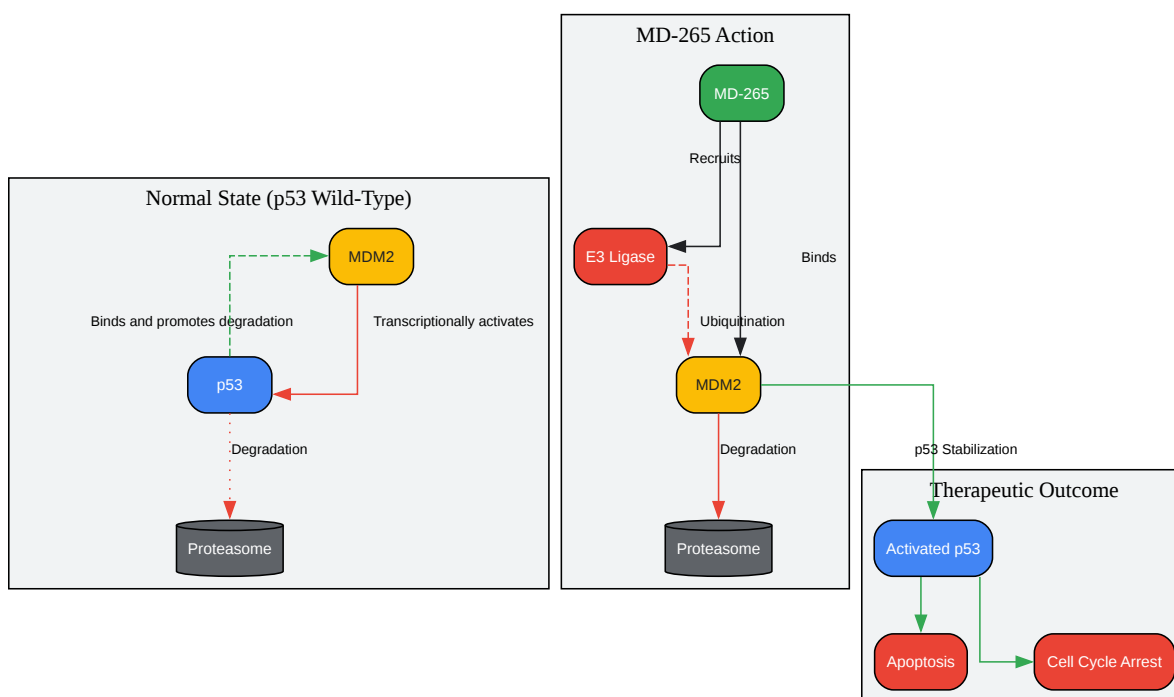 Normal State (p53 Wild-Type)
MDM2
Binds and promotes degradation
Transcriptionally activates
p53
Degradation
Proteasome
MD-265 Action
MD-265
Recruits
E3 Ligase
Binds
Ubiquitination
MDM2
Degradation
Proteasome
p53 Stabilization
Therapeutic Outcome
Activated p53
Apoptosis
Cell Cycle Arrest